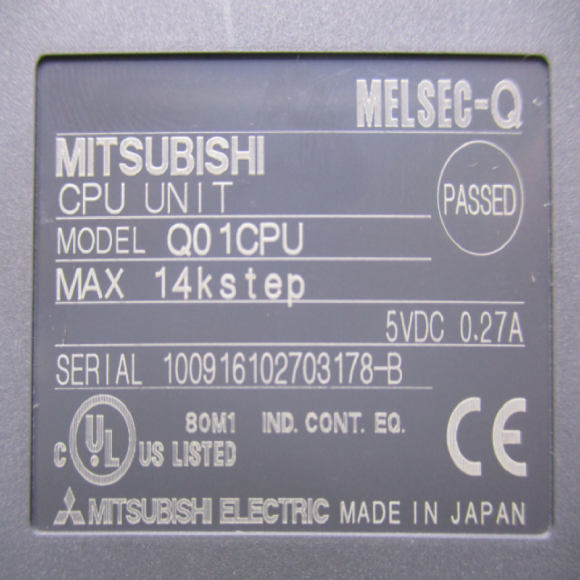 MELSEC-Q
MITSUBISHI
CPU UNIT
PASSED
MODEL Q01CPU
MAX 14kstep
5VDC 0.27A
SERIAL 100916102703178-B
80M1 IND. CONT. EQ.
C UL US LISTED
CE
MITSUBISHI ELECTRIC MADE IN JAPAN